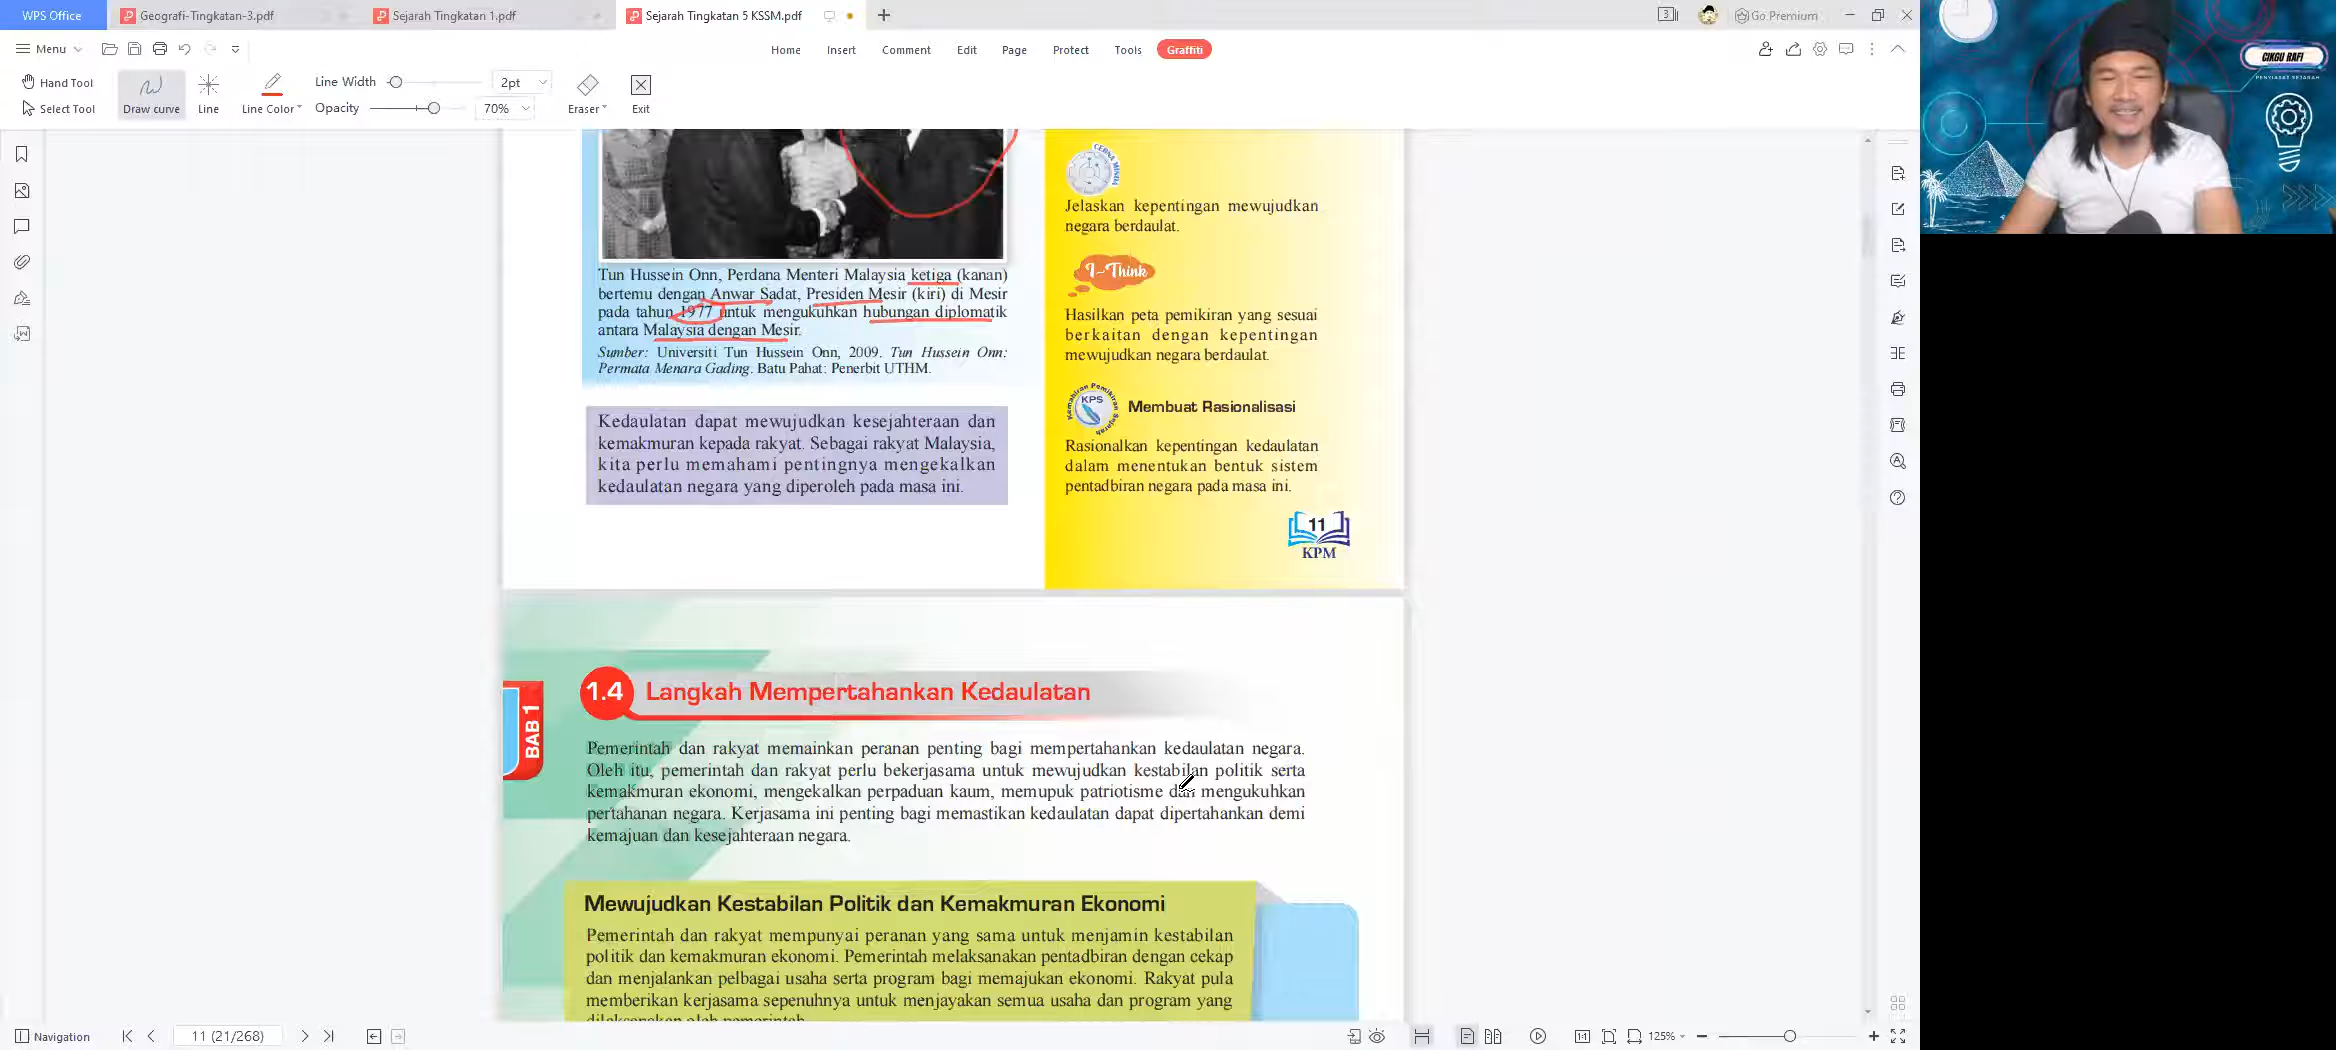 WPS Office
Geografi-Tingkatan-3.pdf
Sejarah Tingkatan 1.pdf
Sejarah Tingkatan 5 KSSM.pdf
Go Premium
Menu
Home
Insert
Comment
Edit
Page
Protect
Tools
Graffiti
Hand Tool
Select Tool
Draw curve
Line
Line Color
Line Width
2pt
Opacity
70%
Eraser
Exit
CIKGU RAFI
PENYIASAT SEJARAH
Tun Hussein Onn, Perdana Menteri Malaysia ketiga (kanan)
bertemu dengan Anwar Sadat, Presiden Mesir (kiri) di Mesir
pada tahun 1977 untuk mengukuhkan hubungan diplomatik
antara Malaysia dengan Mesir.
Sumber: Universiti Tun Hussein Onn, 2009. Tun Hussein Onn:
Permata Menara Gading. Batu Pahat: Penerbit UTHM.
Kedaulatan dapat mewujudkan kesejahteraan dan
kemakmuran kepada rakyat. Sebagai rakyat Malaysia,
kita perlu memahami pentingnya mengekalkan
kedaulatan negara yang diperoleh pada masa ini.
CERNA MINDA
Jelaskan kepentingan mewujudkan
negara berdaulat.
I-Think
Hasilkan peta pemikiran yang sesuai
berkaitan dengan kepentingan
mewujudkan negara berdaulat.
Kemahiran Pemikiran Sejarah
KPS
Membuat Rasionalisasi
Rasionalkan kepentingan kedaulatan
dalam menentukan bentuk sistem
pentadbiran negara pada masa ini.
11
KPM
BAB 1
1.4 Langkah Mempertahankan Kedaulatan
Pemerintah dan rakyat memainkan peranan penting bagi mempertahankan kedaulatan negara.
Oleh itu, pemerintah dan rakyat perlu bekerjasama untuk mewujudkan kestabilan politik serta
kemakmuran ekonomi, mengekalkan perpaduan kaum, memupuk patriotisme dan mengukuhkan
pertahanan negara. Kerjasama ini penting bagi memastikan kedaulatan dapat dipertahankan demi
kemajuan dan kesejahteraan negara.
Mewujudkan Kestabilan Politik dan Kemakmuran Ekonomi
Pemerintah dan rakyat mempunyai peranan yang sama untuk menjamin kestabilan
politik dan kemakmuran ekonomi. Pemerintah melaksanakan pentadbiran dengan cekap
dan menjalankan pelbagai usaha serta program bagi memajukan ekonomi. Rakyat pula
memberikan kerjasama sepenuhnya untuk menjayakan semua usaha dan program yang
dilaksanakan oleh pemerintah.
Navigation
11 (21/268)
1:1
125%